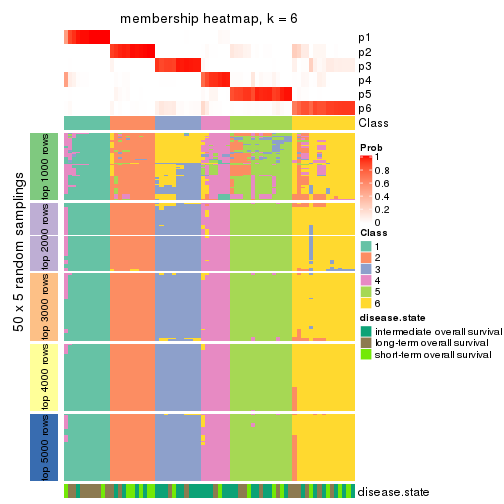 membership heatmap, k = 6
p1
p2
p3
p4
p5
p6
Class
50 x 5 random samplings
top 1000 rows
top 2000 rows
top 3000 rows
top 4000 rows
top 5000 rows
Prob
1
0.8
0.6
0.4
0.2
0
Class
1
2
3
4
5
6
disease.state
intermediate overall survival
long-term overall survival
short-term overall survival
disease.state